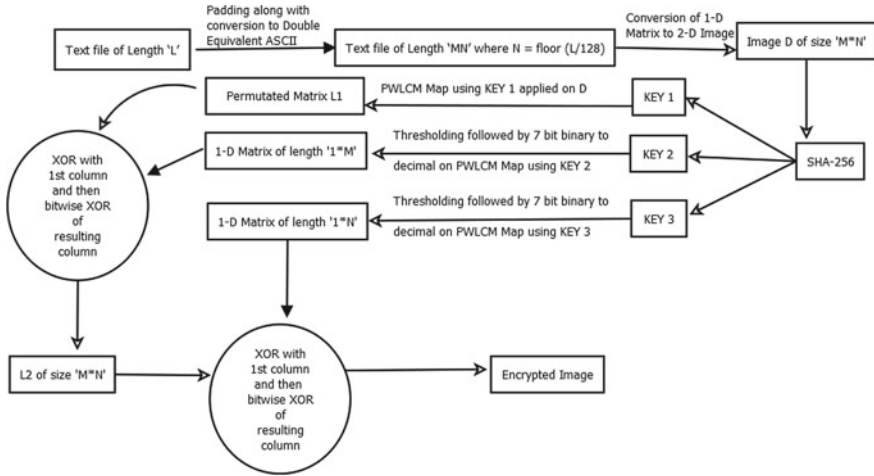 Text file of Length 'L'
Padding along with
conversion to Double
Equivalent ASCII
Text file of Length 'MN' where N = floor (L/128)
Conversion of 1-D
Matrix to 2-D Image
Image D of size 'M*N'
Permutated Matrix L1
PWLCM Map using KEY 1 applied on D
KEY 1
XOR with
1st column
and then
bitwise XOR
of
resulting
column
1-D Matrix of length '1*M'
Thresholding followed by 7 bit binary to
decimal on PWLCM Map using KEY 2
KEY 2
SHA-256
1-D Matrix of length '1*N'
Thresholding followed by 7 bit binary to
decimal on PWLCM Map using KEY 3
KEY 3
L2 of size 'M*N'
XOR with
1st column
and then
bitwise XOR
of
resulting
column
Encrypted Image